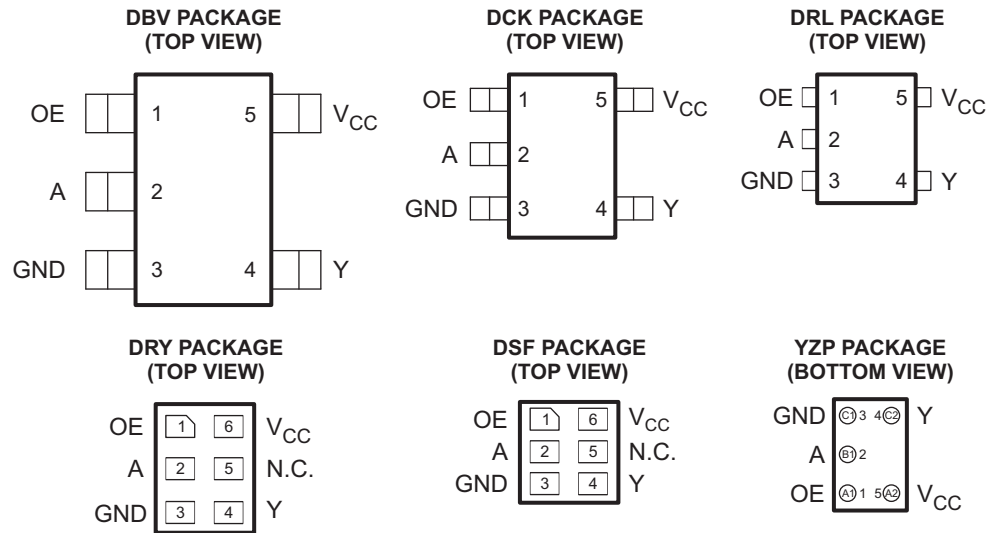 DBV PACKAGE
(TOP VIEW)
OE 1 5 VCC
A 2
GND 3 4 Y
DCK PACKAGE
(TOP VIEW)
OE 1 5 VCC
A 2
GND 3 4 Y
DRL PACKAGE
(TOP VIEW)
OE 1 5 VCC
A 2
GND 3 4 Y
DRY PACKAGE
(TOP VIEW)
OE 1 6 VCC
A 2 5 N.C.
GND 3 4 Y
DSF PACKAGE
(TOP VIEW)
OE 1 6 VCC
A 2 5 N.C.
GND 3 4 Y
YZP PACKAGE
(BOTTOM VIEW)
GND C1 3 4 C2 Y
A B1 2
OE A1 1 5 A2 VCC